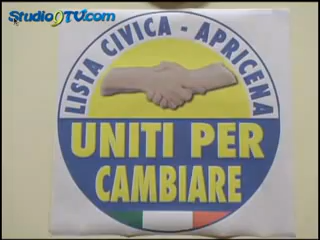 Studio9TV.com
LISTA CIVICA - APRICENA
UNITI PER
CAMBIARE